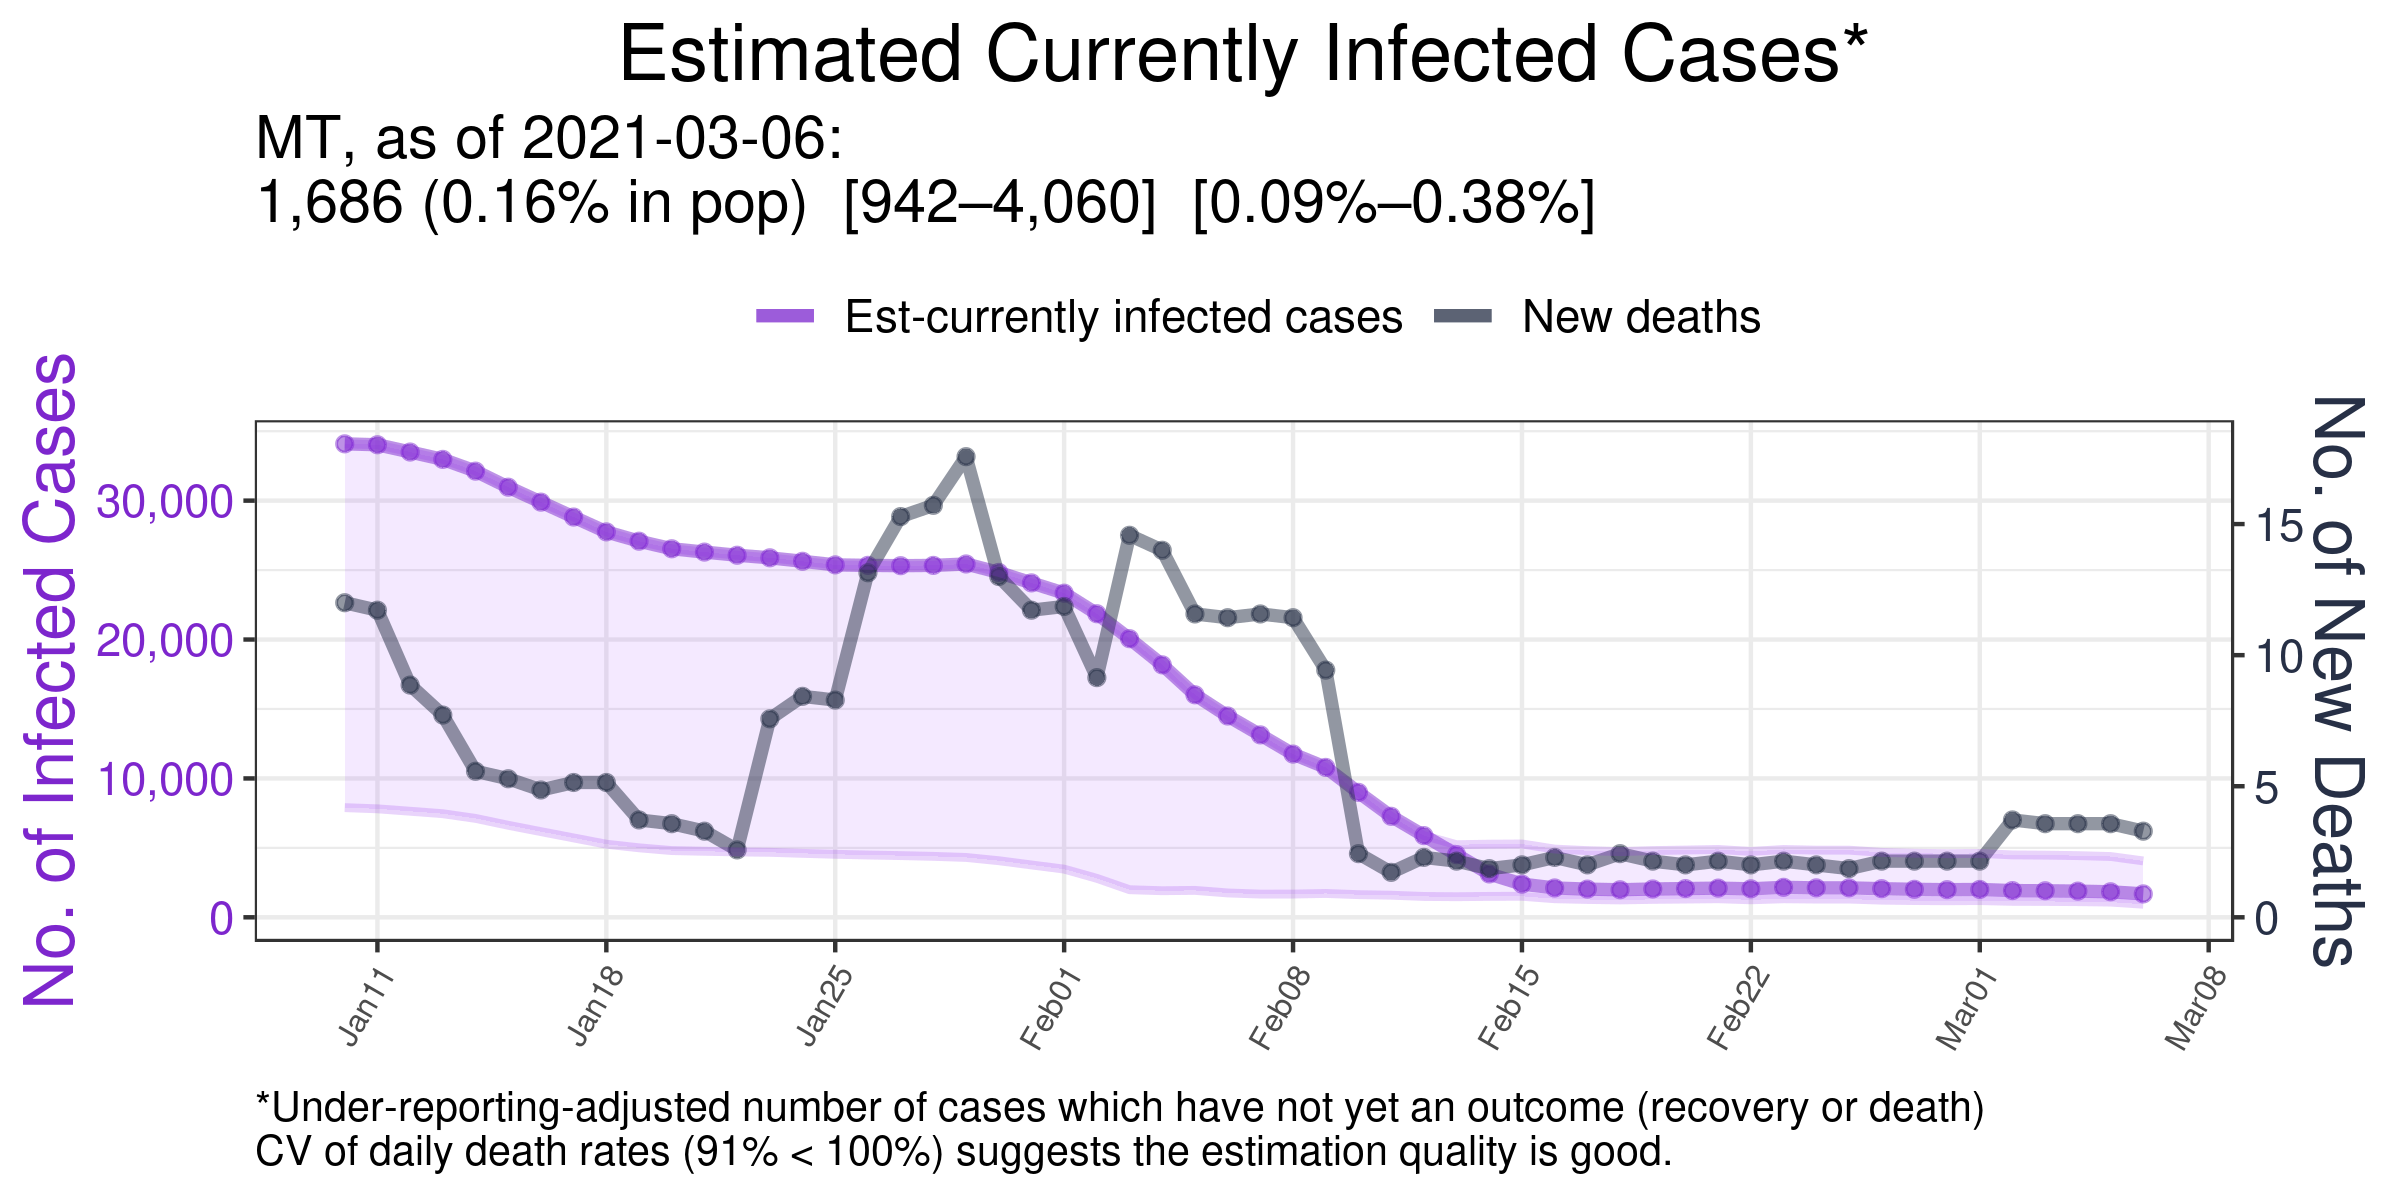 Estimated Currently Infected Cases*
MT, as of 2021-03-06:
1,686 (0.16% in pop)  [942–4,060]  [0.09%–0.38%]
Est-currently infected cases
New deaths
No. of Infected Cases
30,000
20,000
10,000
0
15
10
5
0
No. of New Deaths
Jan11
Jan18
Jan25
Feb01
Feb08
Feb15
Feb22
Mar01
Mar08
*Under-reporting-adjusted number of cases which have not yet an outcome (recovery or death)
CV of daily death rates (91% < 100%) suggests the estimation quality is good.